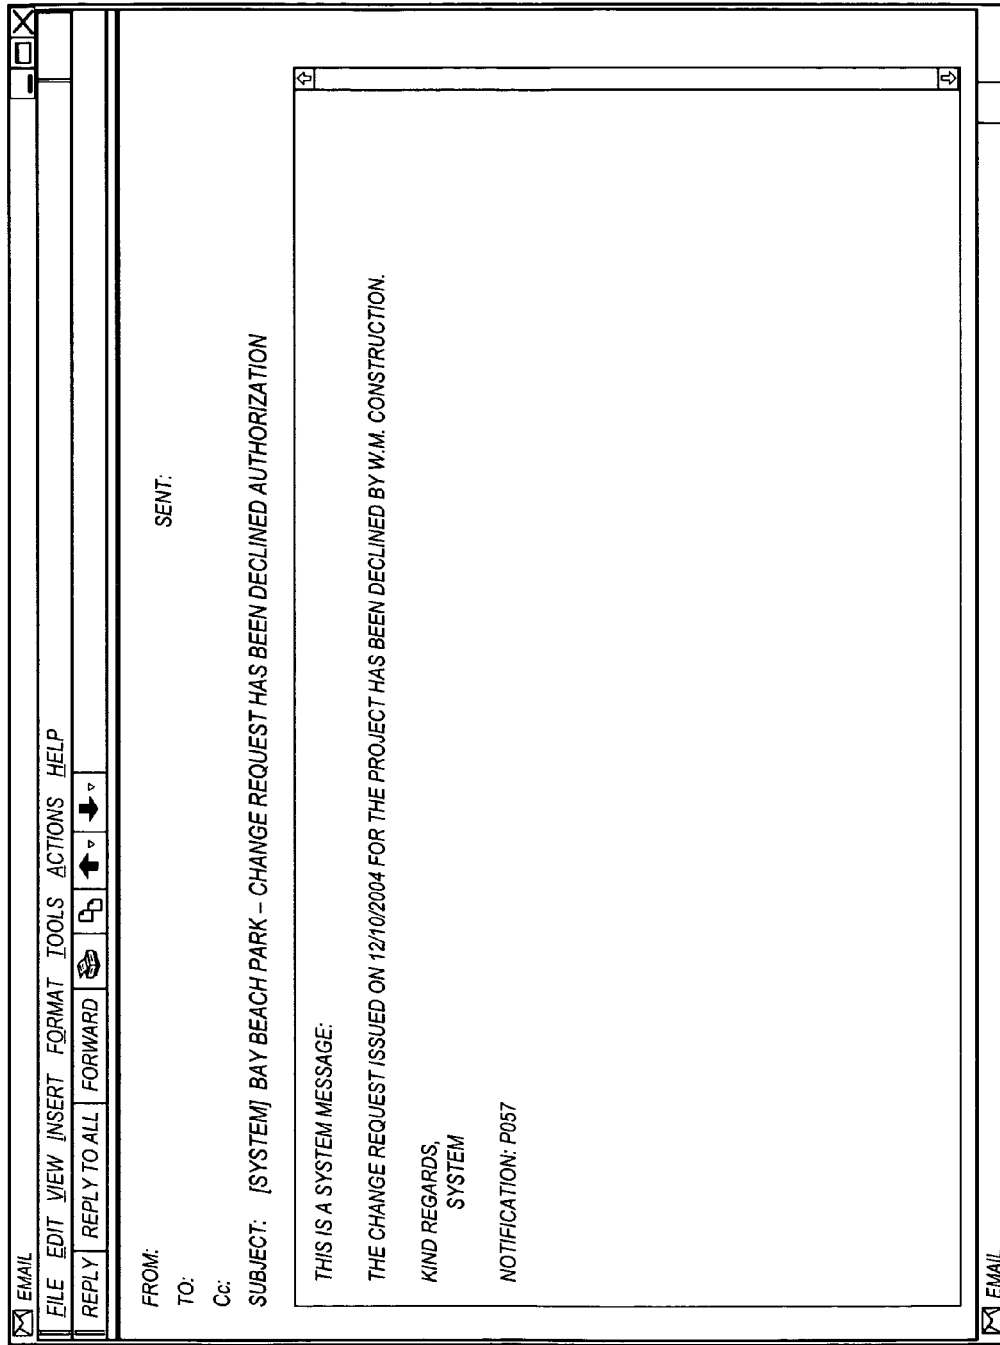 EMAIL
FILE EDIT VIEW INSERT FORMAT TOOLS ACTIONS HELP
REPLY REPLY TO ALL FORWARD
FROM: SENT:
TO:
Cc:
SUBJECT: [SYSTEM] BAY BEACH PARK – CHANGE REQUEST HAS BEEN DECLINED AUTHORIZATION
THIS IS A SYSTEM MESSAGE:
THE CHANGE REQUEST ISSUED ON 12/10/2004 FOR THE PROJECT HAS BEEN DECLINED BY W.M. CONSTRUCTION.
KIND REGARDS,
SYSTEM
NOTIFICATION: P057
EMAIL